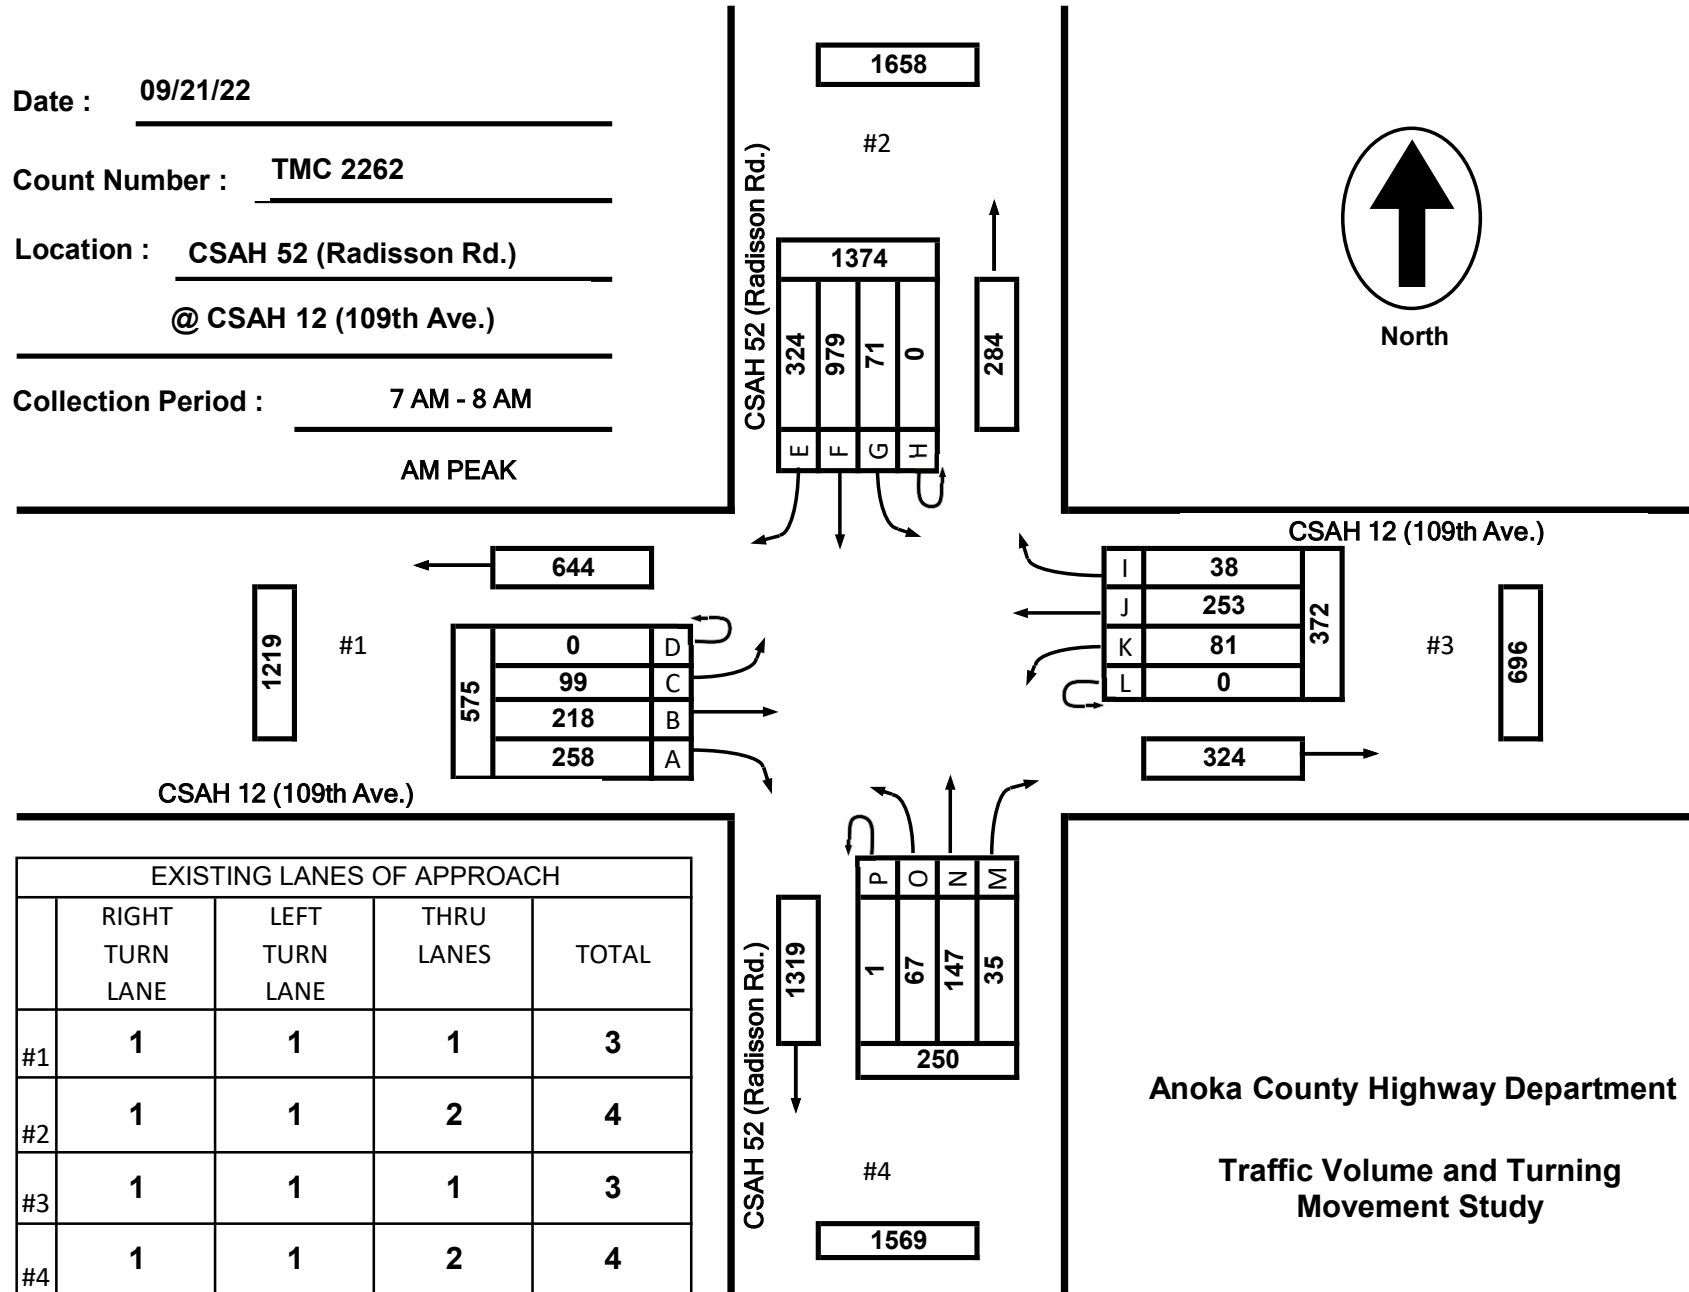 Date :
09/21/22
Count Number :
TMC 2262
Location :
CSAH 52 (Radisson Rd.)
@ CSAH 12 (109th Ave.)
Collection Period :
7 AM - 8 AM
AM PEAK
1658
#2
CSAH 52 (Radisson Rd.)
1374
324
979
71
0
E
F
G
H
284
North
644
1219
#1
575
0
D
99
C
218
B
258
A
CSAH 12 (109th Ave.)
CSAH 12 (109th Ave.)
I
38
J
253
K
81
L
0
372
#3
696
324
P
O
N
M
1
67
147
35
250
1319
CSAH 52 (Radisson Rd.)
#4
1569
EXISTING LANES OF APPROACH
RIGHT TURN LANE
LEFT TURN LANE
THRU LANES
TOTAL
#1 1 1 1 3
#2 1 1 2 4
#3 1 1 1 3
#4 1 1 2 4
Anoka County Highway Department
Traffic Volume and Turning
Movement Study